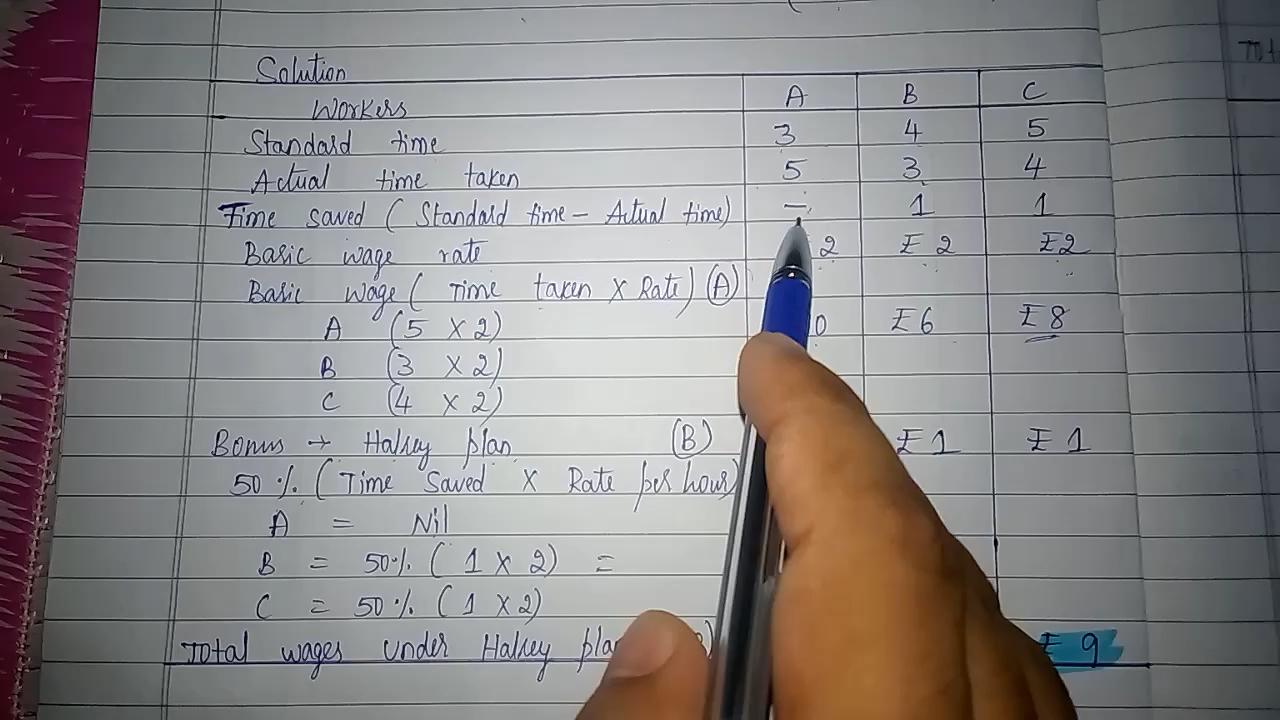 Solution
Workers A B C
Standard time 3 4 5
Actual time taken 5 3 4
Time saved ( Standard time - Actual time) - 1 1
Basic wage rate 2 ₤ 2 ₤2
Basic wage ( Time taken X Rate) (A)
A (5 X 2) 0 ₤6 ₤8
B (3 X 2)
C (4 X 2)
Bonus → Halsey plan (B) ₤1 ₤1
50 % ( Time Saved X Rate per hour)
A = Nil
B = 50% ( 1 X 2) =
C = 50 % ( 1 X 2)
Total wages under Halsey ₤ 9